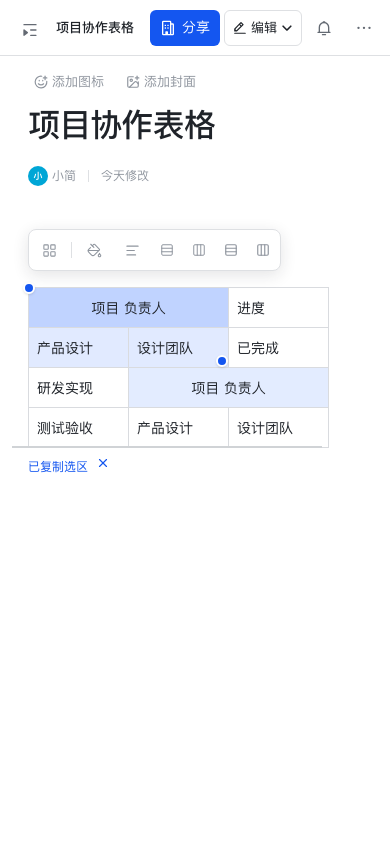 项目协作表格 分享 编辑
添加图标 添加封面
项目协作表格
小 小简 今天修改
项目 负责人 进度
产品设计 设计团队 已完成
研发实现 项目 负责人
测试验收 产品设计 设计团队
已复制选区